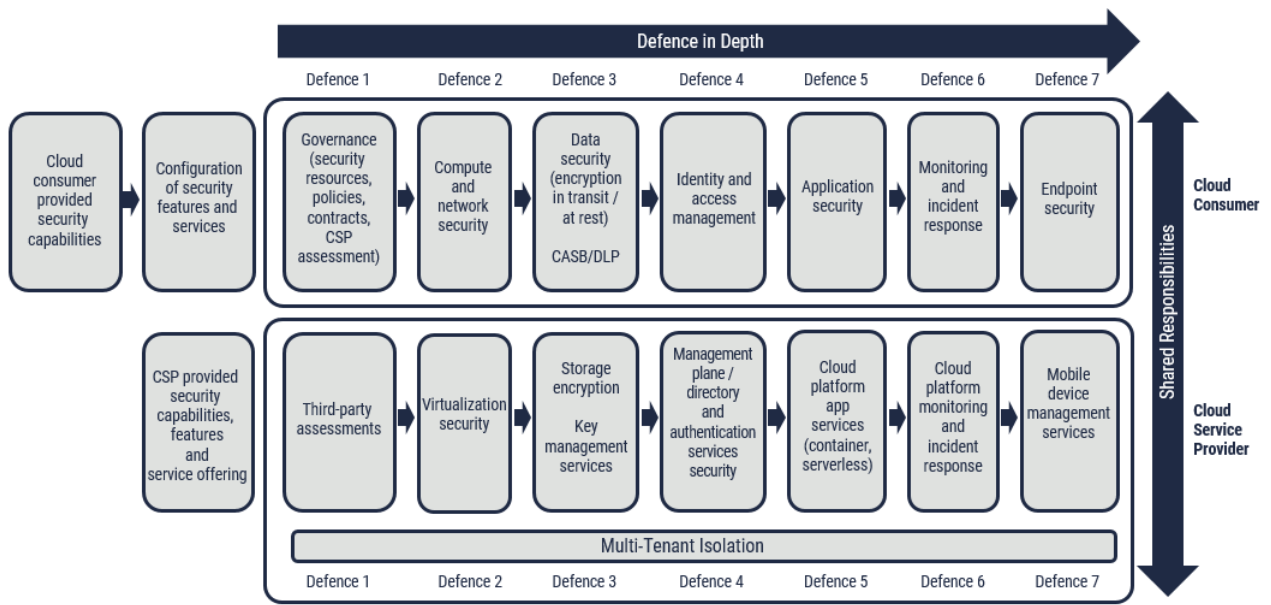 Defence in Depth
Defence 1
Defence 2
Defence 3
Defence 4
Defence 5
Defence 6
Defence 7
Cloud
consumer
provided
security
capabilities
Configuration
of security
features and
services
Governance
(security
resources,
policies,
contracts,
CSP
assessment)
Compute
and
network
security
Data
security
(encryption
in transit /
at rest)
CASB/DLP
Identity and
access
management
Application
security
Monitoring
and
incident
response
Endpoint
security
Cloud
Consumer
Shared Responsibilities
CSP provided
security
capabilities,
features
and
service offering
Third-party
assessments
Virtualization
security
Storage
encryption
Key
management
services
Management
plane /
directory
and
authentication
services
security
Cloud
platform
app
services
(container,
serverless)
Cloud
platform
monitoring
and
incident
response
Mobile
device
management
services
Cloud
Service
Provider
Multi-Tenant Isolation
Defence 1
Defence 2
Defence 3
Defence 4
Defence 5
Defence 6
Defence 7